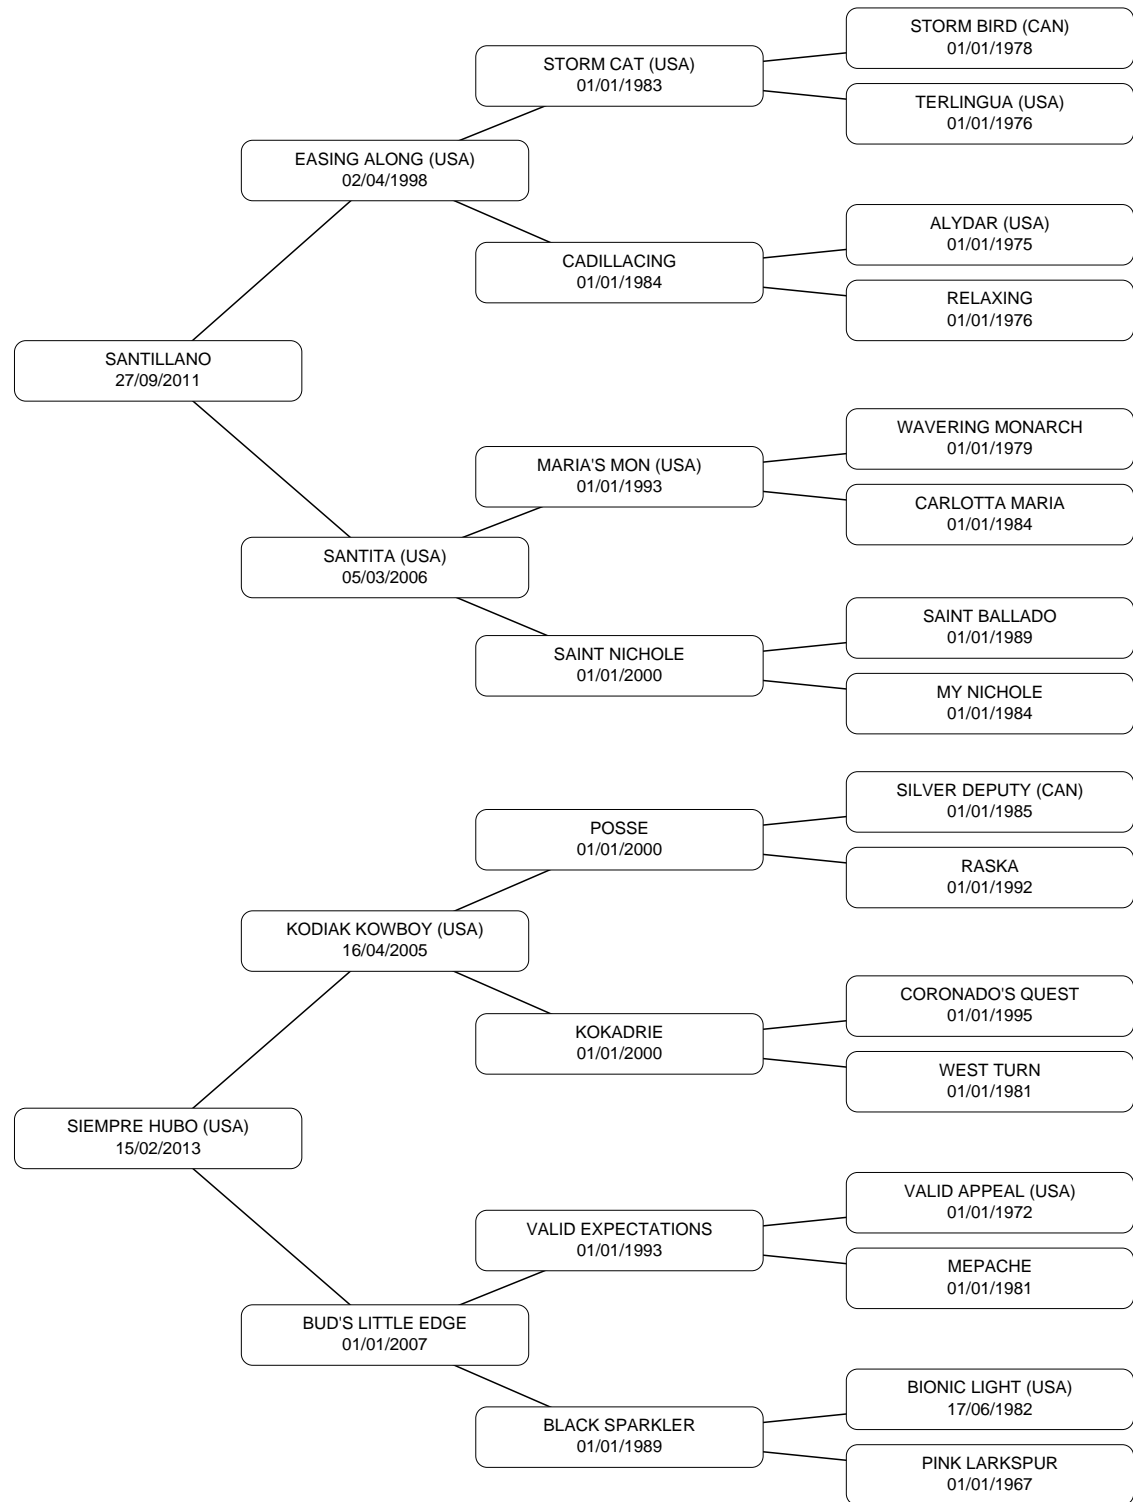 STORM BIRD (CAN)
01/01/1978
STORM CAT (USA)
01/01/1983
TERLINGUA (USA)
01/01/1976
EASING ALONG (USA)
02/04/1998
ALYDAR (USA)
01/01/1975
CADILLACING
01/01/1984
RELAXING
01/01/1976
SANTILLANO
27/09/2011
WAVERING MONARCH
01/01/1979
MARIA'S MON (USA)
01/01/1993
CARLOTTA MARIA
01/01/1984
SANTITA (USA)
05/03/2006
SAINT BALLADO
01/01/1989
SAINT NICHOLE
01/01/2000
MY NICHOLE
01/01/1984
SILVER DEPUTY (CAN)
01/01/1985
POSSE
01/01/2000
RASKA
01/01/1992
KODIAK KOWBOY (USA)
16/04/2005
CORONADO'S QUEST
01/01/1995
KOKADRIE
01/01/2000
WEST TURN
01/01/1981
SIEMPRE HUBO (USA)
15/02/2013
VALID APPEAL (USA)
01/01/1972
VALID EXPECTATIONS
01/01/1993
MEPACHE
01/01/1981
BUD'S LITTLE EDGE
01/01/2007
BIONIC LIGHT (USA)
17/06/1982
BLACK SPARKLER
01/01/1989
PINK LARKSPUR
01/01/1967